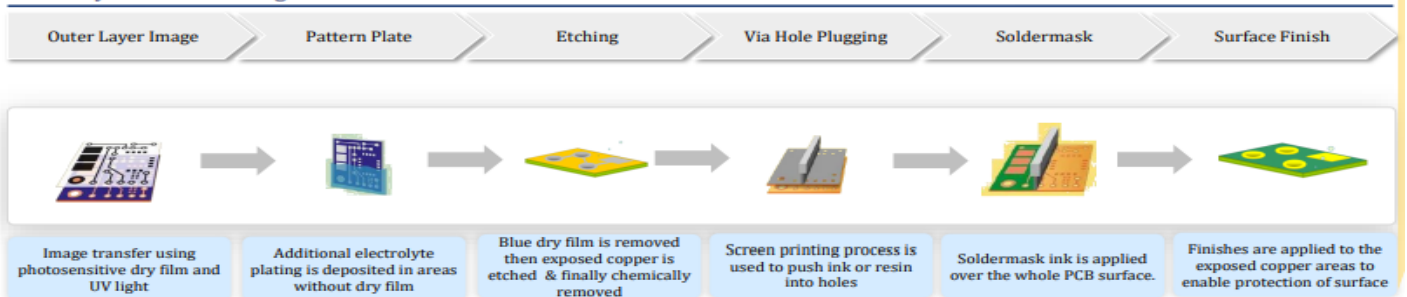 Outer Layer Image
Pattern Plate
Etching
Via Hole Plugging
Soldermask
Surface Finish
Image transfer using
photosensitive dry film and
UV light
Additional electrolyte
plating is deposited in areas
without dry film
Blue dry film is removed
then exposed copper is
etched & finally chemically
removed
Screen printing process is
used to push ink or resin
into holes
Soldermask ink is applied
over the whole PCB surface.
Finishes are applied to the
exposed copper areas to
enable protection of surface